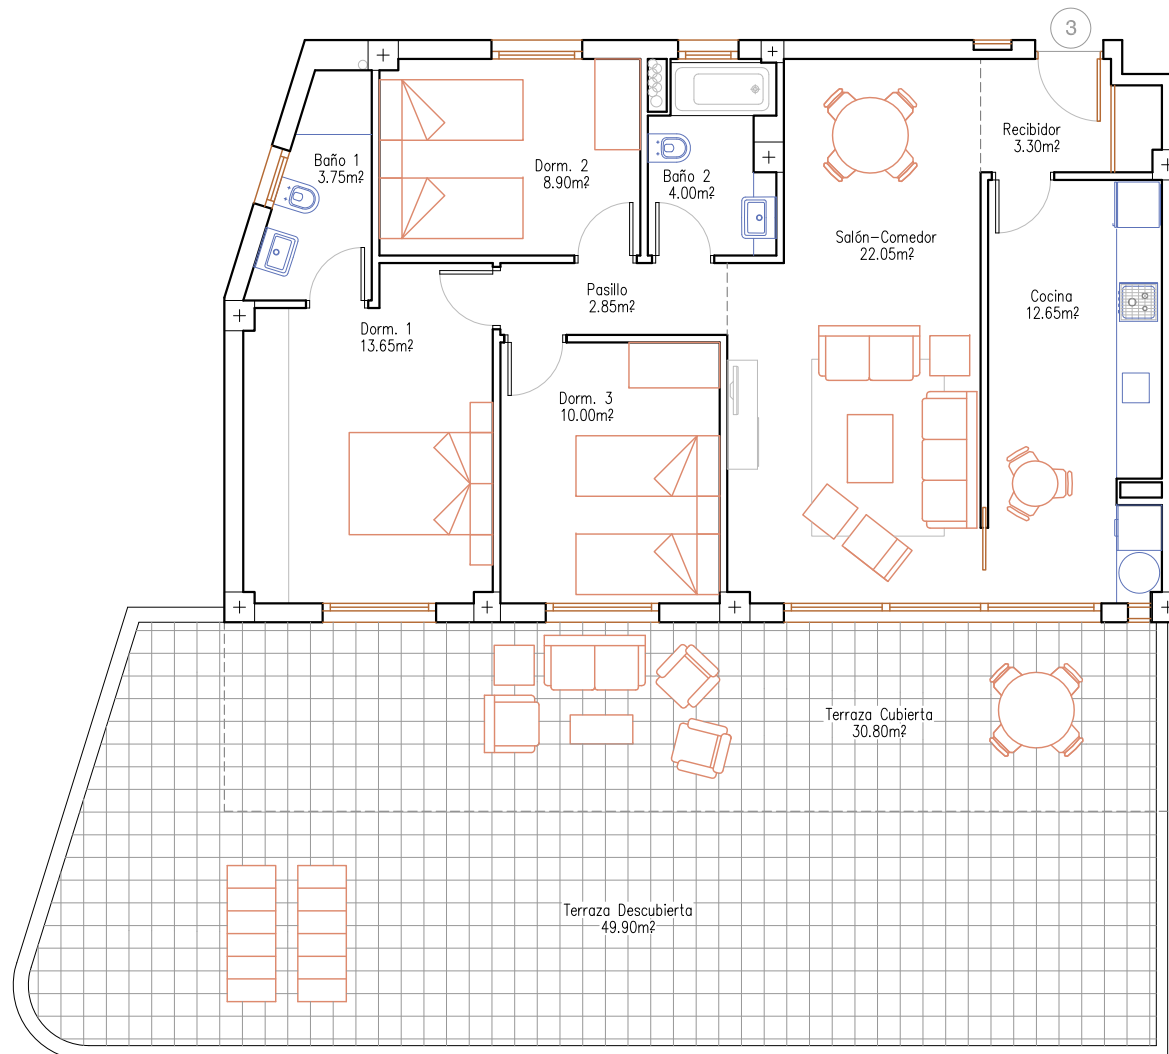 3
Recibidor
3.30m²
Baño 1
3.75m²
Dorm. 2
8.90m²
Baño 2
4.00m²
Salón-Comedor
22.05m²
Pasillo
2.85m²
Cocina
12.65m²
Dorm. 1
13.65m²
Dorm. 3
10.00m²
Terraza Cubierta
30.80m²
Terraza Descubierta
49.90m²